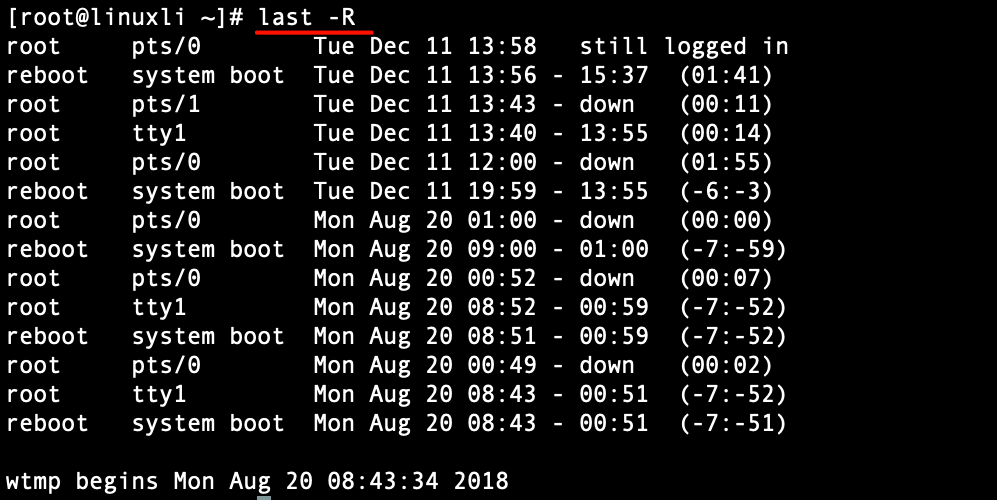 [root@linuxli ~]# last -R
root     pts/0        Tue Dec 11 13:58   still logged in
reboot   system boot  Tue Dec 11 13:56 - 15:37  (01:41)
root     pts/1        Tue Dec 11 13:43 - down   (00:11)
root     tty1         Tue Dec 11 13:40 - 13:55  (00:14)
root     pts/0        Tue Dec 11 12:00 - down   (01:55)
reboot   system boot  Tue Dec 11 19:59 - 13:55  (-6:-3)
root     pts/0        Mon Aug 20 01:00 - down   (00:00)
reboot   system boot  Mon Aug 20 09:00 - 01:00  (-7:-59)
root     pts/0        Mon Aug 20 00:52 - down   (00:07)
root     tty1         Mon Aug 20 08:52 - 00:59  (-7:-52)
reboot   system boot  Mon Aug 20 08:51 - 00:59  (-7:-52)
root     pts/0        Mon Aug 20 00:49 - down   (00:02)
root     tty1         Mon Aug 20 08:43 - 00:51  (-7:-52)
reboot   system boot  Mon Aug 20 08:43 - 00:51  (-7:-51)
wtmp begins Mon Aug 20 08:43:34 2018